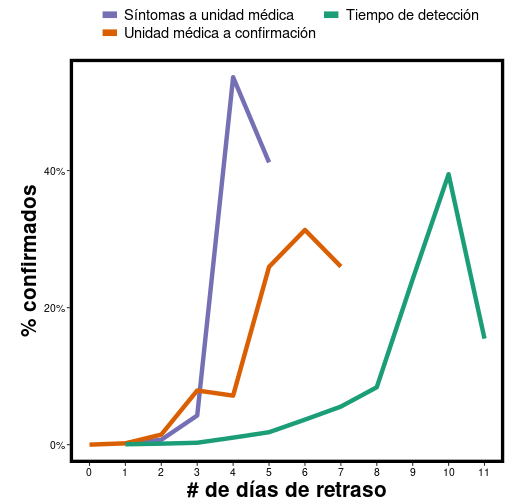 Síntomas a unidad médica
Tiempo de detección
Unidad médica a confirmación
% confirmados
40%
20%
0%
0 1 2 3 4 5 6 7 8 9 10 11
# de días de retraso